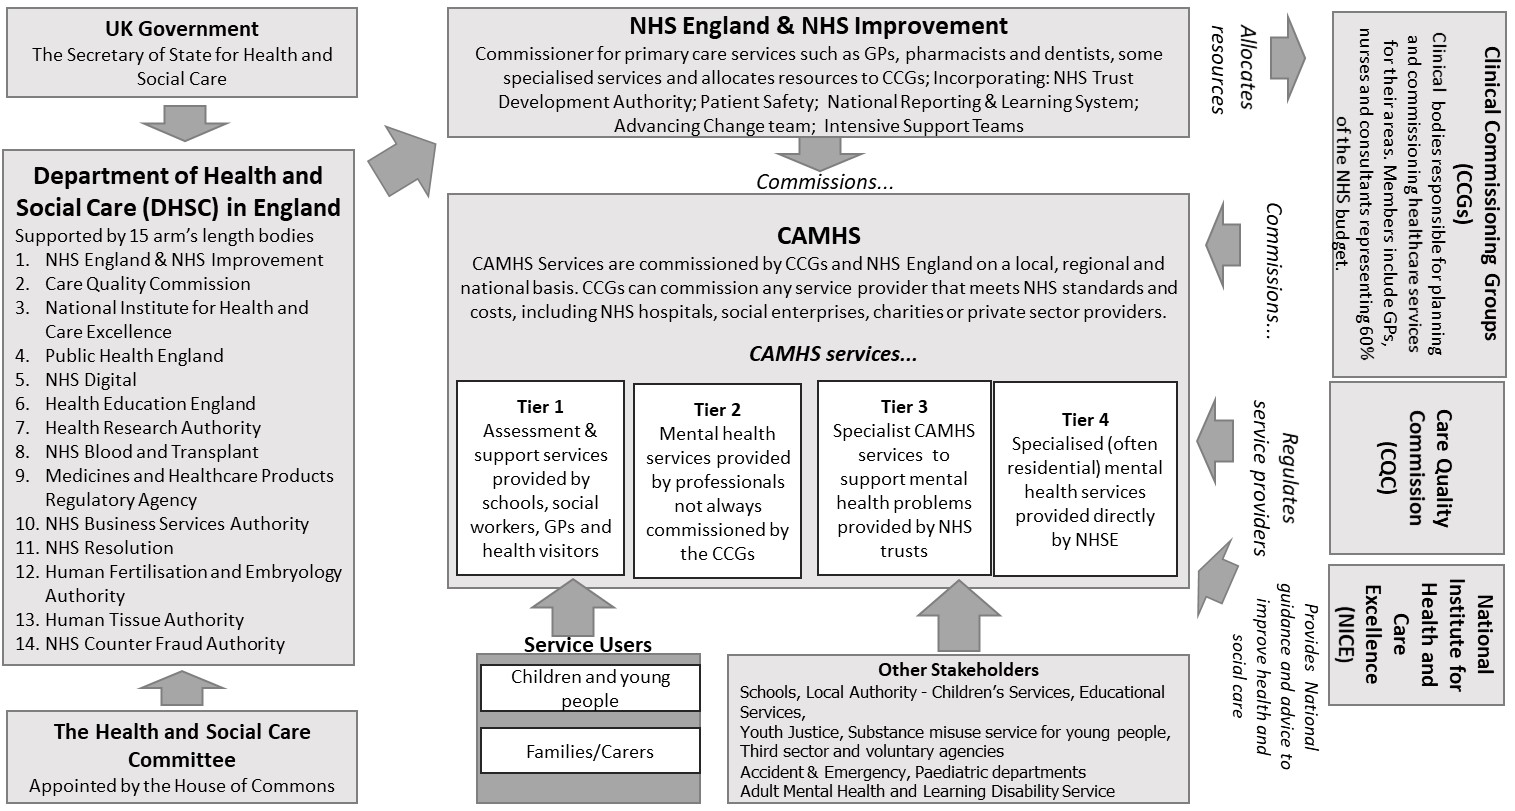 UK Government
The Secretary of State for Health and
Social Care
Department of Health and
Social Care (DHSC) in England
Supported by 15 arm's length bodies
1. NHS England & NHS Improvement
2. Care Quality Commission
3. National Institute for Health and
Care Excellence
4. Public Health England
5. NHS Digital
6. Health Education England
7. Health Research Authority
8. NHS Blood and Transplant
9. Medicines and Healthcare Products
Regulatory Agency
10. NHS Business Services Authority
11. NHS Resolution
12. Human Fertilisation and Embryology
Authority
13. Human Tissue Authority
14. NHS Counter Fraud Authority
The Health and Social Care
Committee
Appointed by the House of Commons
NHS England & NHS Improvement
Commissioner for primary care services such as GPs, pharmacists and dentists, some
specialised services and allocates resources to CCGs; Incorporating: NHS Trust
Development Authority; Patient Safety; National Reporting & Learning System;
Advancing Change team; Intensive Support Teams
Commissions...
CAMHS
CAMHS Services are commissioned by CCGs and NHS England on a local, regional and
national basis. CCGs can commission any service provider that meets NHS standards and
costs, including NHS hospitals, social enterprises, charities or private sector providers.
CAMHS services...
Tier 1
Assessment &
support services
provided by
schools, social
workers, GPs and
health visitors
Tier 2
Mental health
services provided
by professionals
not always
commissioned by
the CCGs
Tier 3
Specialist CAMHS
services to
support mental
health problems
provided by NHS
trusts
Tier 4
Specialised (often
residential) mental
health services
provided directly
by NHSE
Service Users
Children and young
people
Families/Carers
Other Stakeholders
Schools, Local Authority - Children's Services, Educational
Services,
Youth Justice, Substance misuse service for young people,
Third sector and voluntary agencies
Accident & Emergency, Paediatric departments
Adult Mental Health and Learning Disability Service
Allocates
resources
Clinical Commissioning Groups
(CCGs)
Clinical bodies responsible for planning
and commissioning healthcare services
for their areas. Members include GPs,
nurses and consultants representing 60%
of the NHS budget.
Commissions...
Regulates
service providers
Care Quality
Commission
(CQC)
Provides National
guidance and advice to
improve health and
social care
National
Institute for
Health and
Care
Excellence
(NICE)